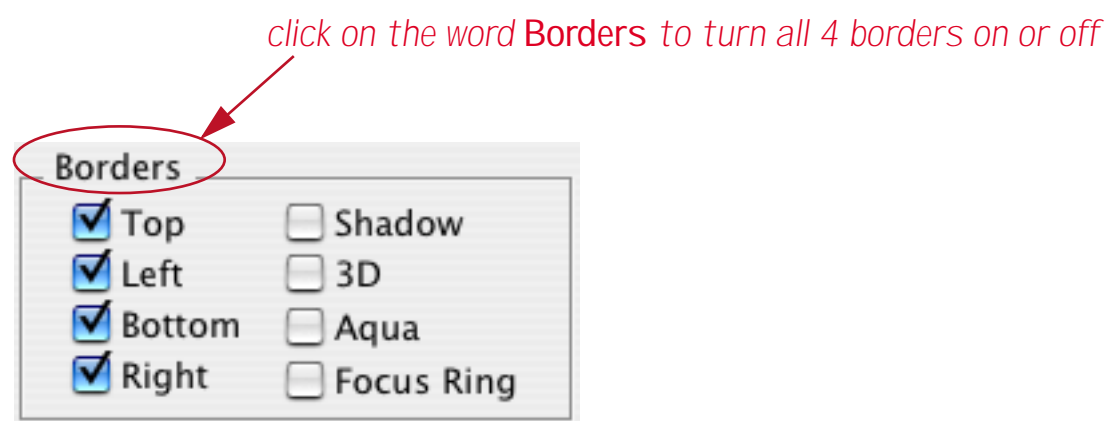 click on the word Borders to turn all 4 borders on or off
Borders
Top
Shadow
Left
3D
Bottom
Aqua
Right
Focus Ring